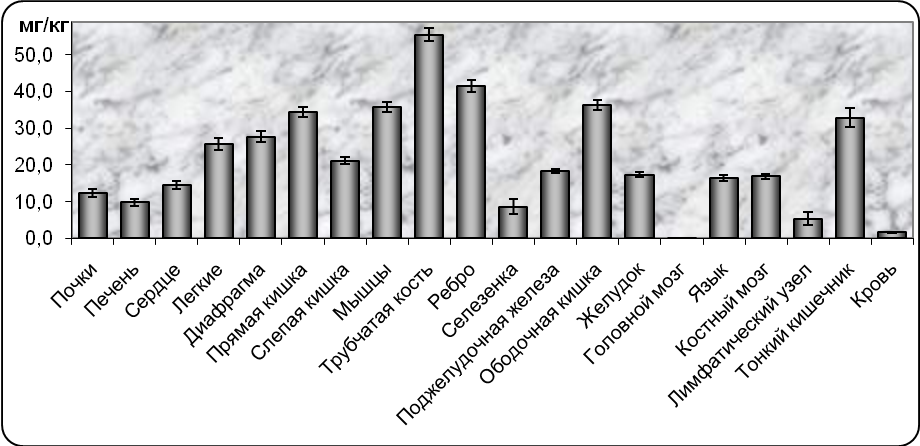 мг/кг
50,0
40,0
30,0
20,0
10,0
0,0
Почки
Печень
Сердце
Легкие
Диафрагма
Прямая кишка
Слепая кишка
Мышцы
Трубчатая кость
Ребро
Селезенка
Поджелудочная железа
Ободочная кишка
Желудок
Головной мозг
Язык
Костный мозг
Лимфатический узел
Тонкий кишечник
Кровь